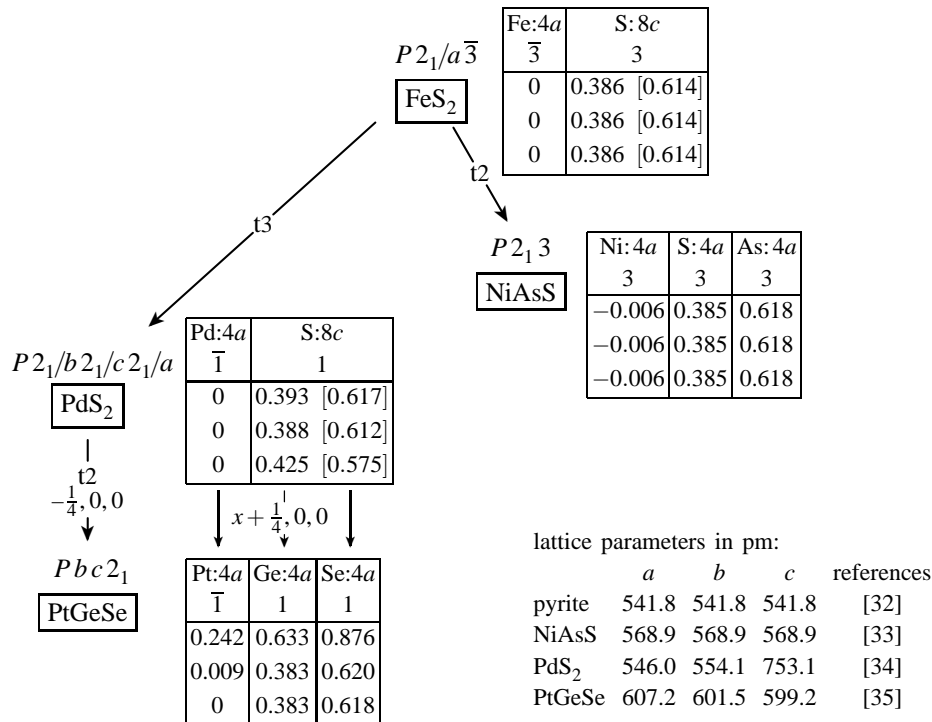 P2₁/a3̅
FeS₂
Fe:4a S:8c
3̅ 3
0 0.386 [0.614]
0 0.386 [0.614]
0 0.386 [0.614]
t3
t2
P2₁3
NiAsS
Ni:4a S:4a As:4a
3 3 3
−0.006 0.385 0.618
−0.006 0.385 0.618
−0.006 0.385 0.618
P2₁/b2₁/c2₁/a
PdS₂
Pd:4a S:8c
1̅ 1
0 0.393 [0.617]
0 0.388 [0.612]
0 0.425 [0.575]
t2
−1/4,0,0
x+1/4,0,0
Pbc2₁
PtGeSe
Pt:4a Ge:4a Se:4a
1̅ 1 1
0.242 0.633 0.876
0.009 0.383 0.620
0 0.383 0.618
lattice parameters in pm:
a b c references
pyrite 541.8 541.8 541.8 [32]
NiAsS 568.9 568.9 568.9 [33]
PdS₂ 546.0 554.1 753.1 [34]
PtGeSe 607.2 601.5 599.2 [35]